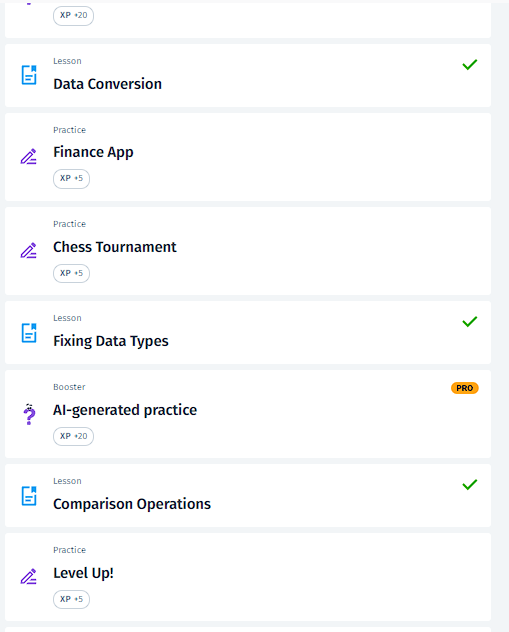 XP +20
Lesson
Data Conversion
Practice
Finance App
XP +5
Practice
Chess Tournament
XP +5
Lesson
Fixing Data Types
Booster
PRO
AI-generated practice
XP +20
Lesson
Comparison Operations
Practice
Level Up!
XP +5